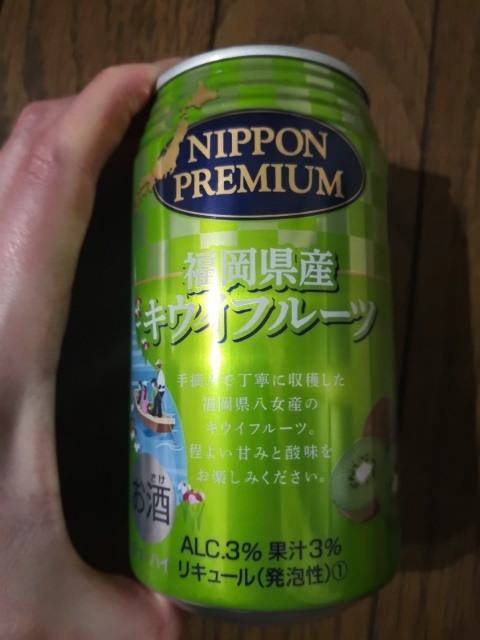 NIPPON
PREMIUM
福岡県産
キウイフルーツ
手摘みで丁寧に収穫した
福岡県八女産の
キウイフルーツ。
程よい甘みと酸味を
お楽しみください。
さけ
お酒
ALC.3% 果汁3%
リキュール(発泡性)①